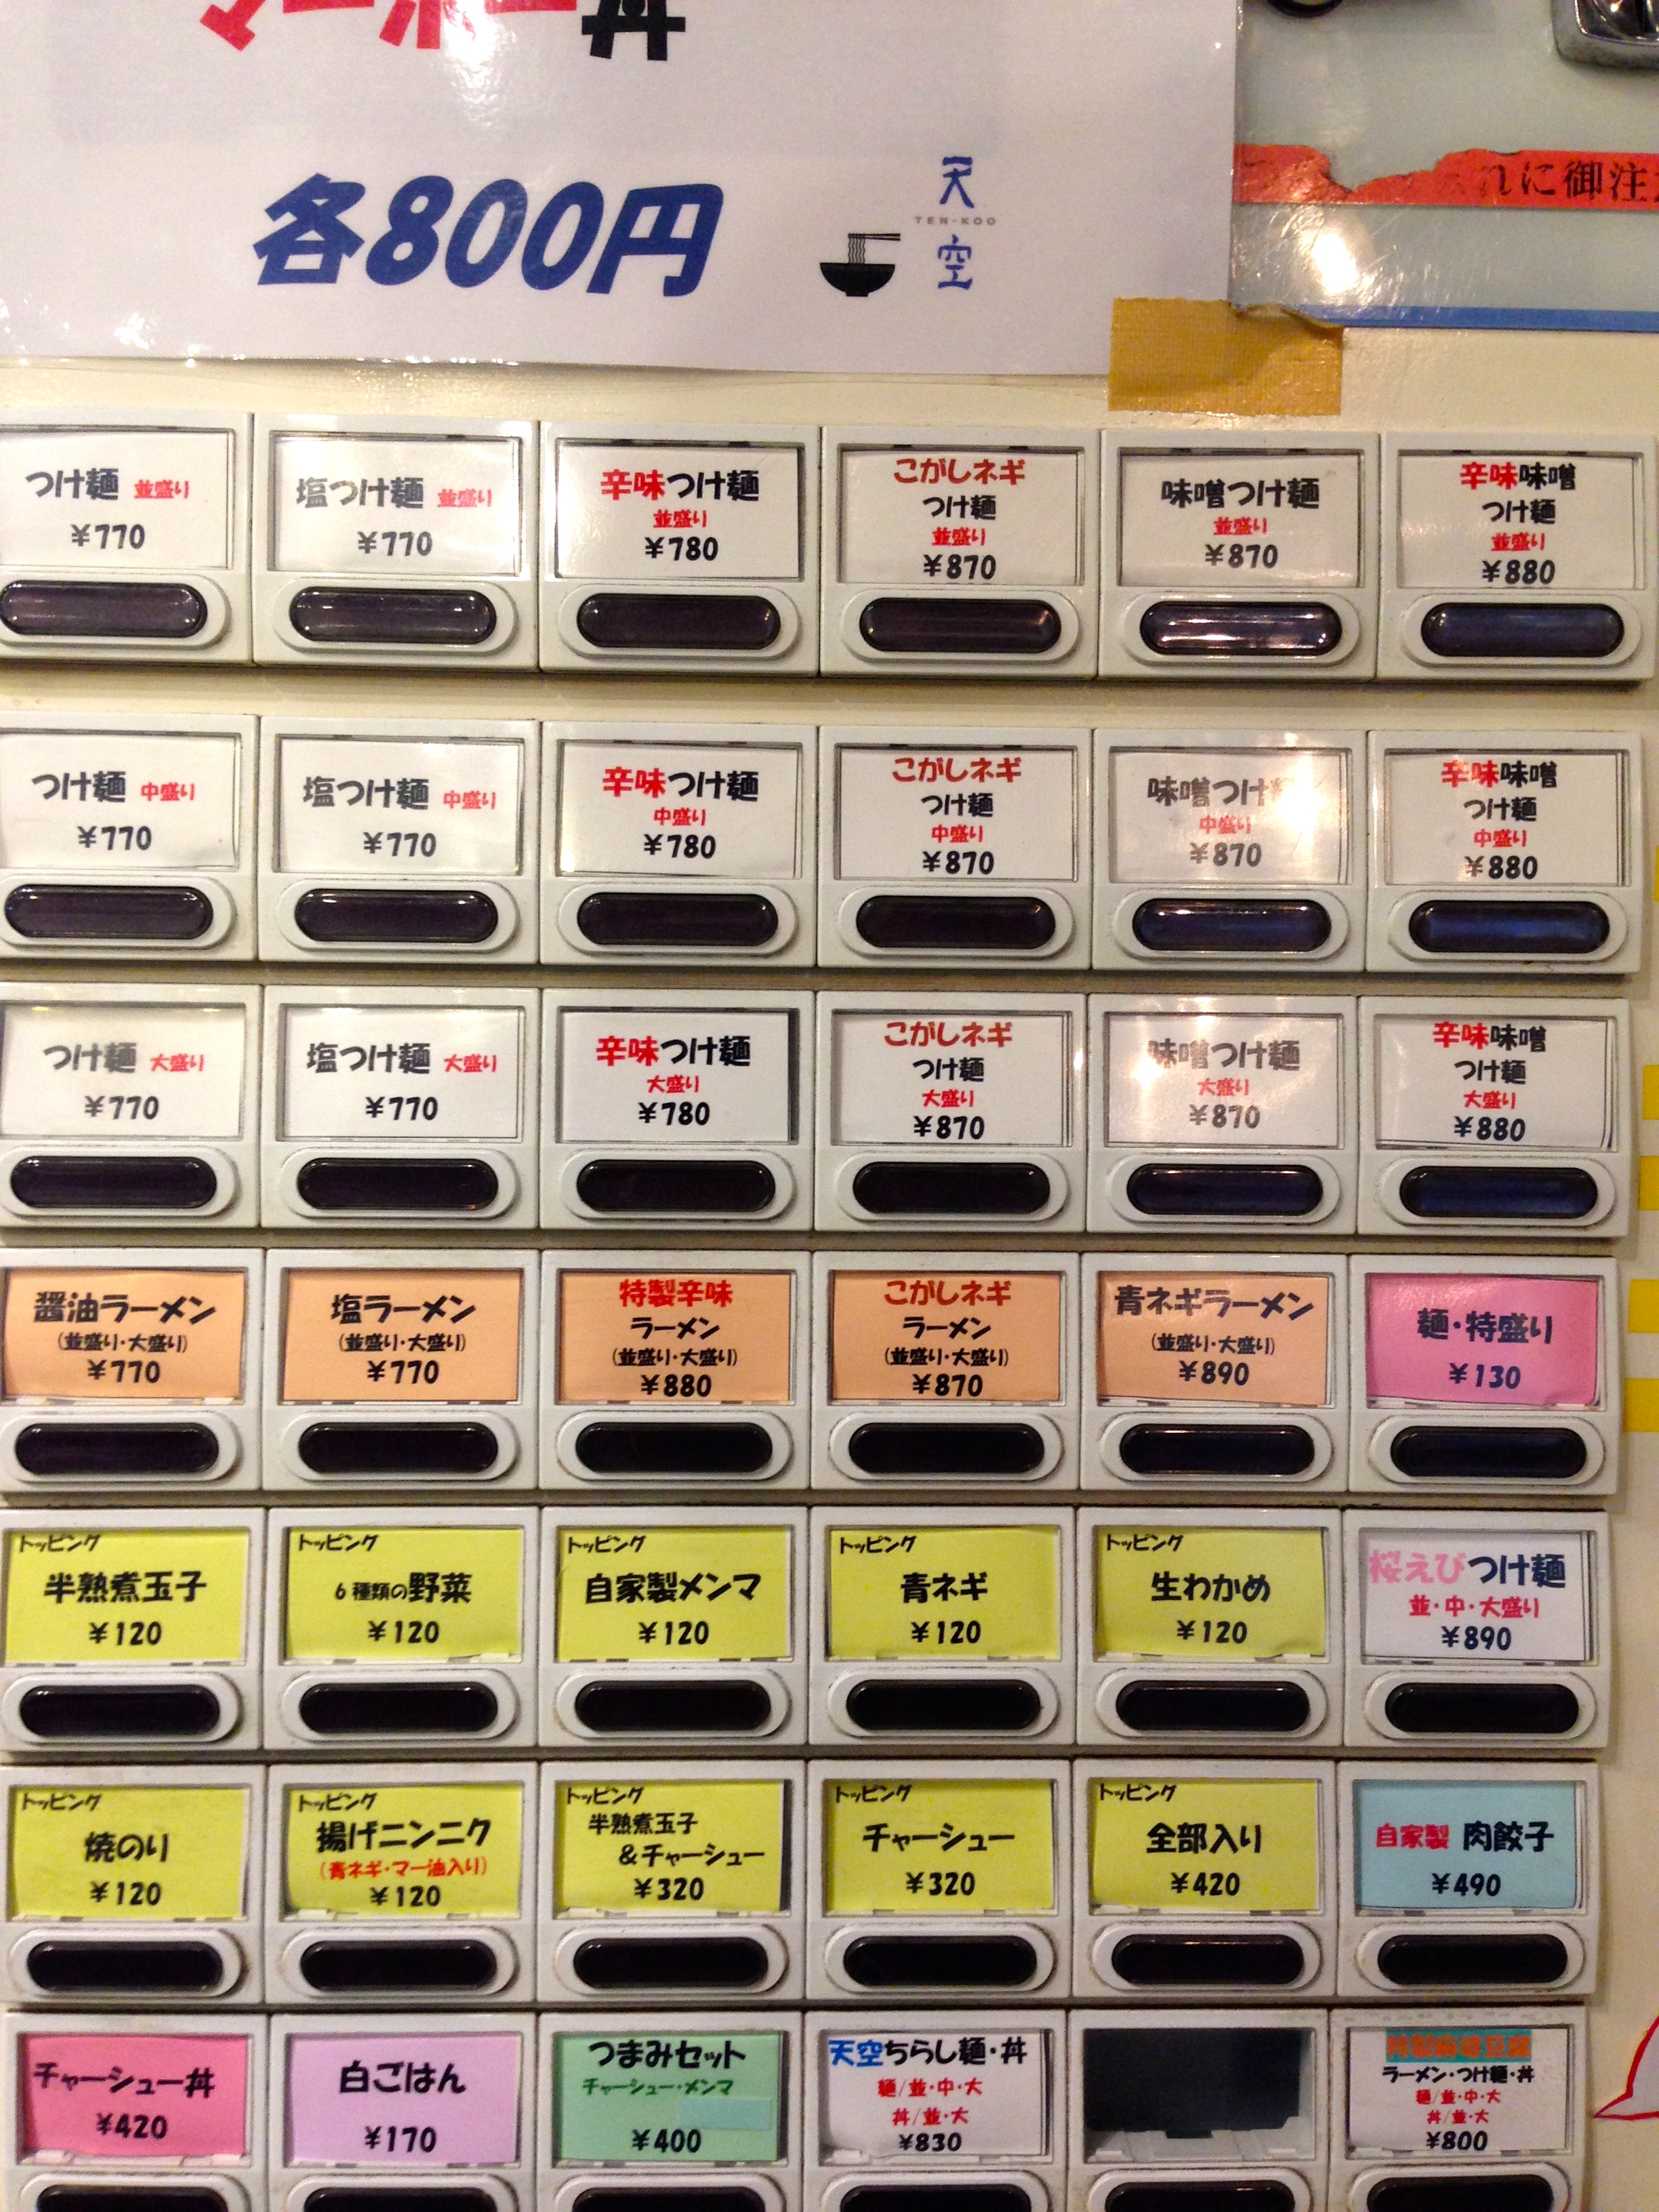 各800円
天
TEN-KOO
空
れに御注
つけ麺 並盛り
¥770
塩つけ麺 並盛り
¥770
辛味つけ麺
並盛り
¥780
こがしネギ
つけ麺
並盛り
¥870
味噌つけ麺
並盛り
¥870
辛味味噌
つけ麺
並盛り
¥880
つけ麺 中盛り
¥770
塩つけ麺 中盛り
¥770
辛味つけ麺
中盛り
¥780
こがしネギ
つけ麺
中盛り
¥870
味噌つけ
中盛り
¥870
辛味味噌
つけ麺
中盛り
¥880
つけ麺 大盛り
¥770
塩つけ麺 大盛り
¥770
辛味つけ麺
大盛り
¥780
こがしネギ
つけ麺
大盛り
¥870
味噌つけ麺
大盛り
¥870
辛味味噌
つけ麺
大盛り
¥880
醤油ラーメン
(並盛り・大盛り)
¥770
塩ラーメン
(並盛り・大盛り)
¥770
特製辛味
ラーメン
(並盛り・大盛り)
¥880
こがしネギ
ラーメン
(並盛り・大盛り)
¥870
青ネギラーメン
(並盛り・大盛り)
¥890
麺・特盛り
¥130
トッピング
半熟煮玉子
¥120
トッピング
6種類の野菜
¥120
トッピング
自家製メンマ
¥120
トッピング
青ネギ
¥120
トッピング
生わかめ
¥120
桜えびつけ麺
並・中・大盛り
¥890
トッピング
焼のり
¥120
トッピング
揚げニンニク
(青ネギ・マー油入り)
¥120
トッピング
半熟煮玉子
&チャーシュー
¥320
トッピング
チャーシュー
¥320
トッピング
全部入り
¥420
自家製 肉餃子
¥490
チャーシュー丼
¥420
白ごはん
¥170
つまみセット
チャーシュー・メンマ
¥400
天空ちらし麺・丼
麺/並・中・大
丼/並・大
¥830
特製麻婆豆腐
ラーメン・つけ麺・丼
麺/並・中・大
丼/並・大
¥800